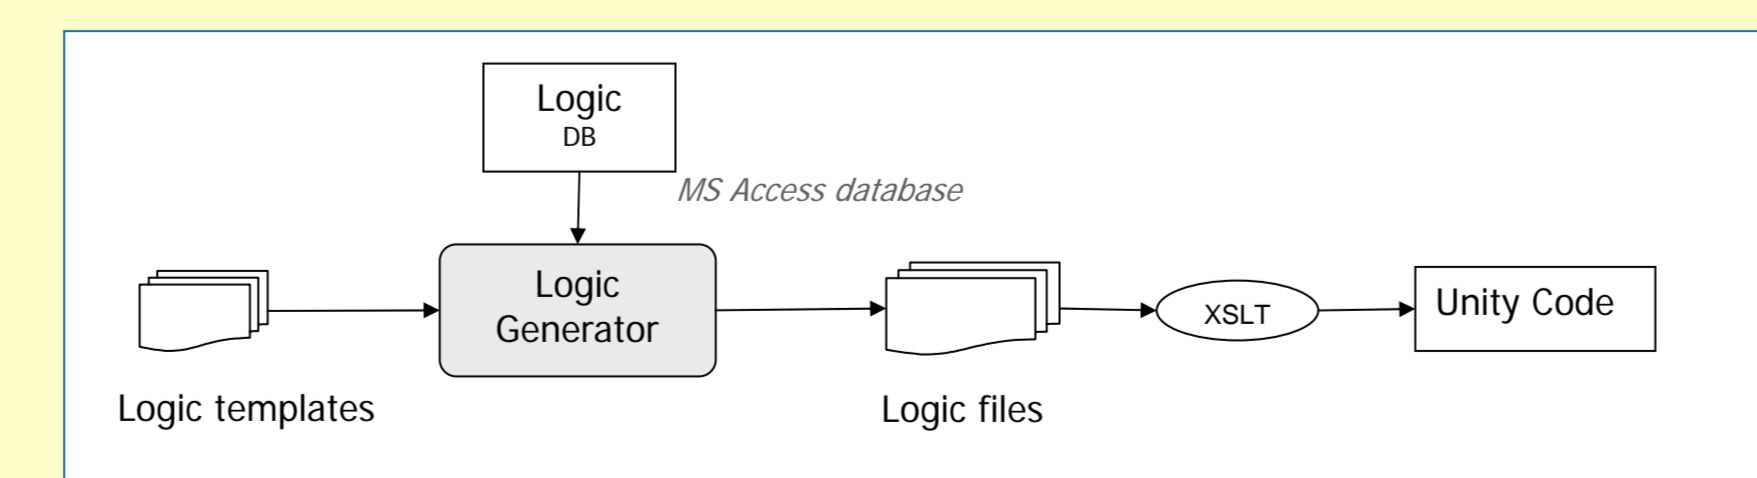 Logic
DB
MS Access database
Logic
Generator
XSLT
Unity Code
Logic templates
Logic files